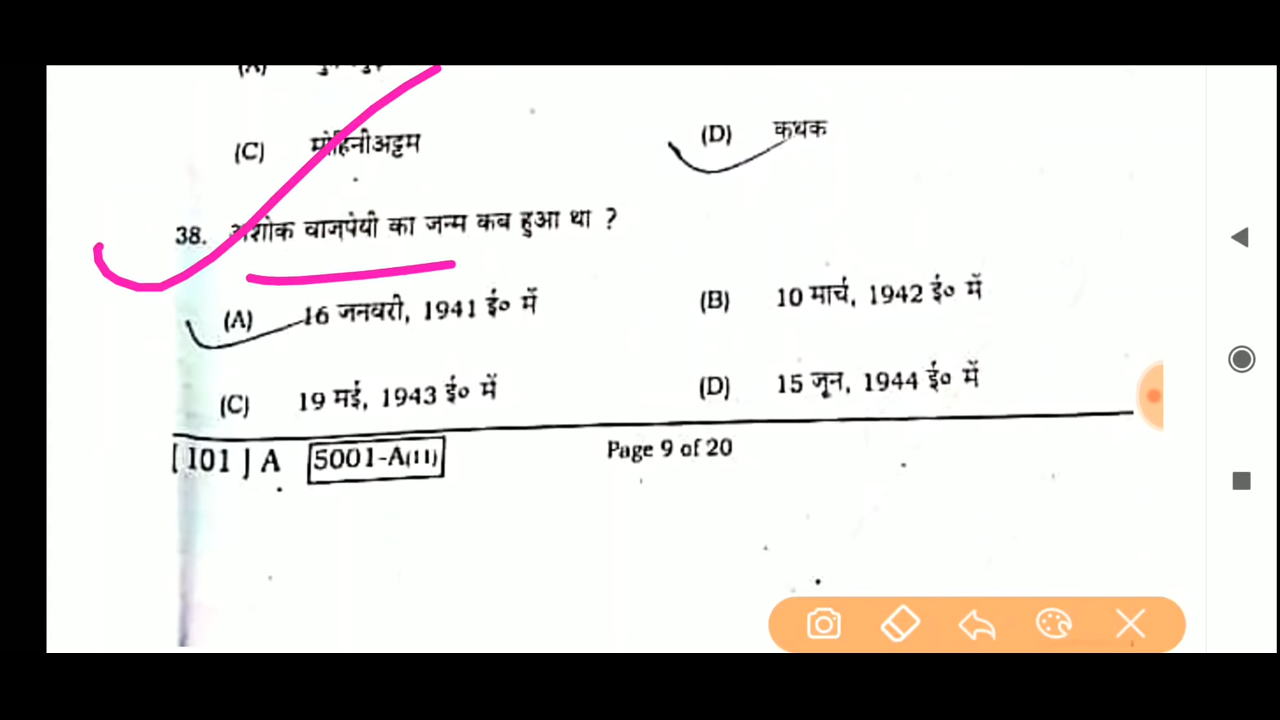 (C) मोहिनीअट्टम (D) कथक
38. अशोक वाजपेयी का जन्म कब हुआ था ?
(A) 16 जनवरी, 1941 ई० में (B) 10 मार्च, 1942 ई० में
(C) 19 मई, 1943 ई० में (D) 15 जून, 1944 ई० में
[ 101 ] A 5001-A(11) Page 9 of 20